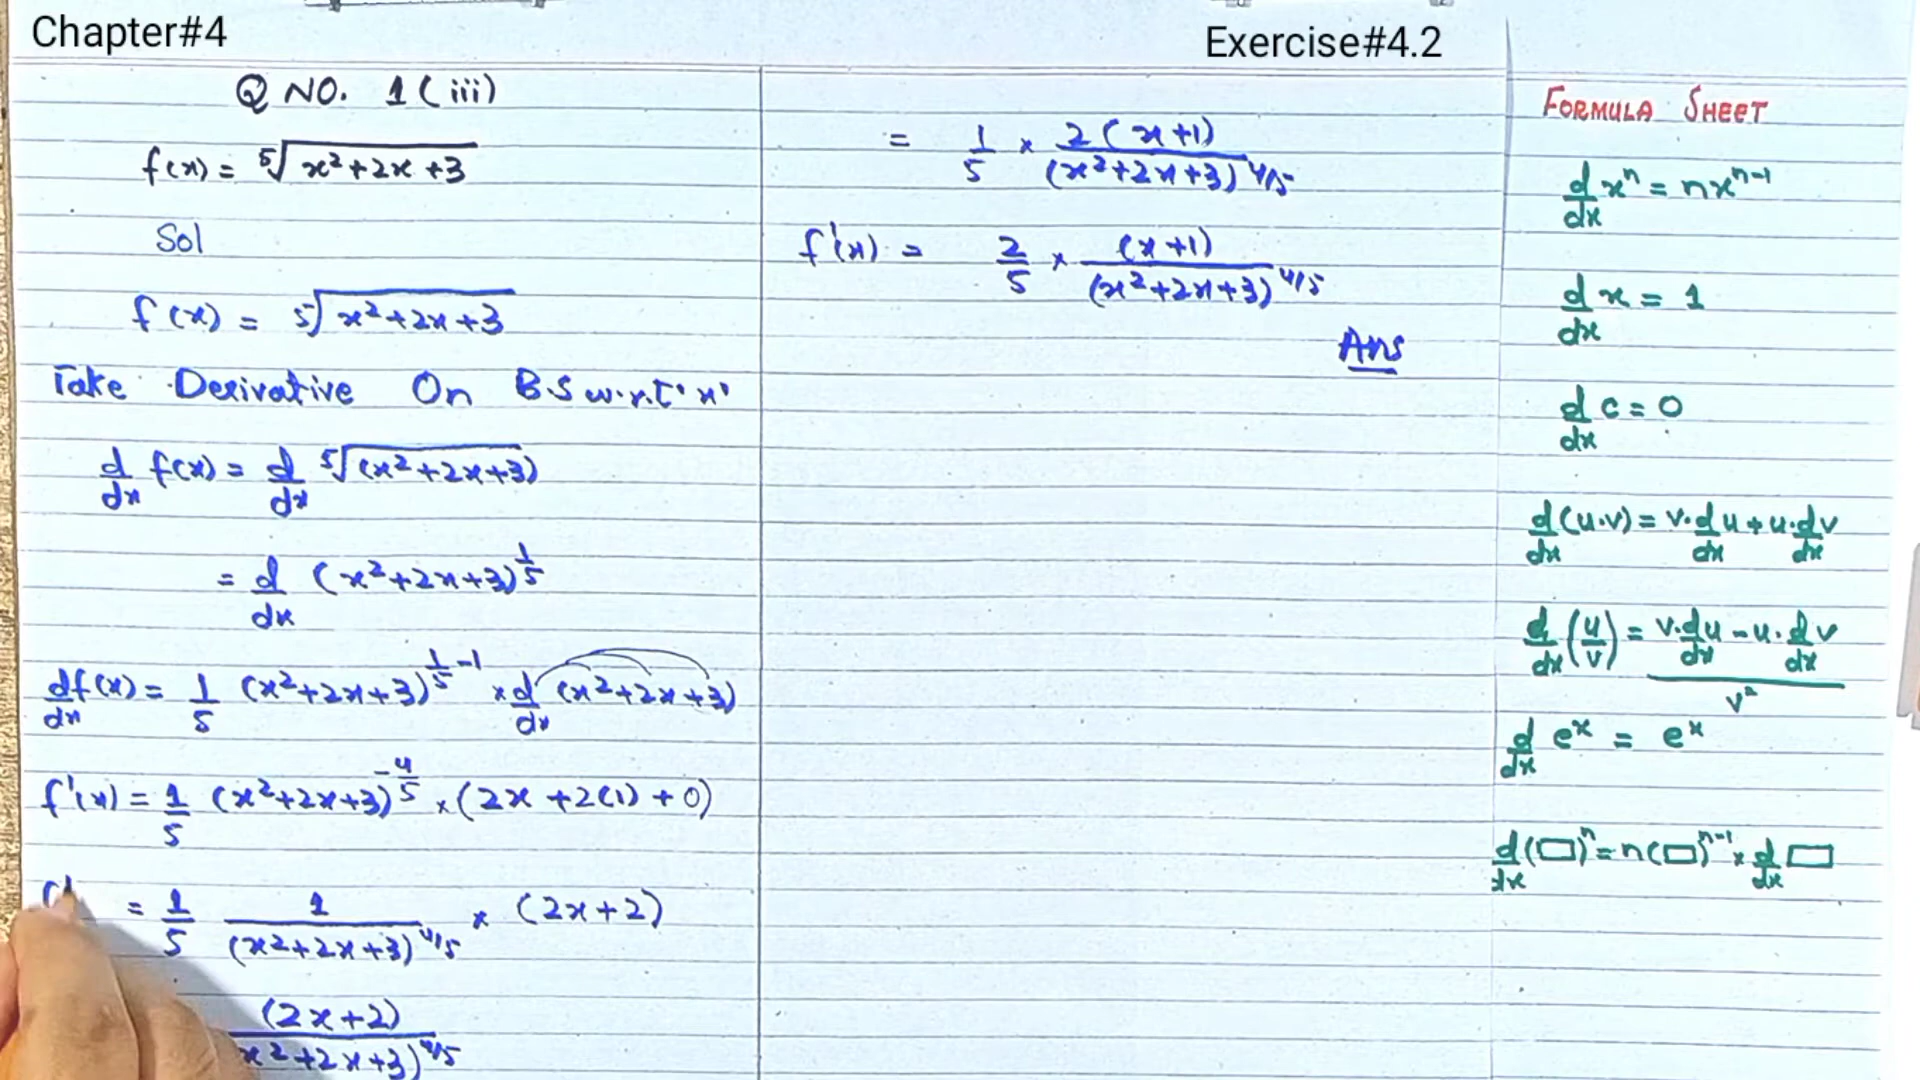 Chapter#4
Exercise#4.2
Q NO. 1 (iii)
f(x) = ⁵√x²+2x+3
Sol
f(x) = ⁵√x²+2x+3
Take Derivative On B.S w.r.t 'x'
d/dx f(x) = d/dx ⁵√(x²+2x+3)
= d/dx (x²+2x+3)^1/5
df(x)/dx = 1/5 (x²+2x+3)^1/5-1 × d/dx (x²+2x+3)
f'(x) = 1/5 (x²+2x+3)^-4/5 × (2x+2(1)+0)
= 1/5 1/(x²+2x+3)^4/5 × (2x+2)
(2x+2)/x²+2x+3)^4/5
= 1/5 × 2(x+1)/(x²+2x+3)^4/5
f'(x) = 2/5 × (x+1)/(x²+2x+3)^4/5
Ans
FORMULA SHEET
d/dx xⁿ = nxⁿ⁻¹
d/dx x = 1
d/dx c = 0
d/dx (u.v) = v.d/dx u + u.d/dx v
d/dx (u/v) = v.d/dx u - u.d/dx v / v²
d/dx eˣ = eˣ
d/dx (□)ⁿ = n(□)ⁿ⁻¹ × d/dx □